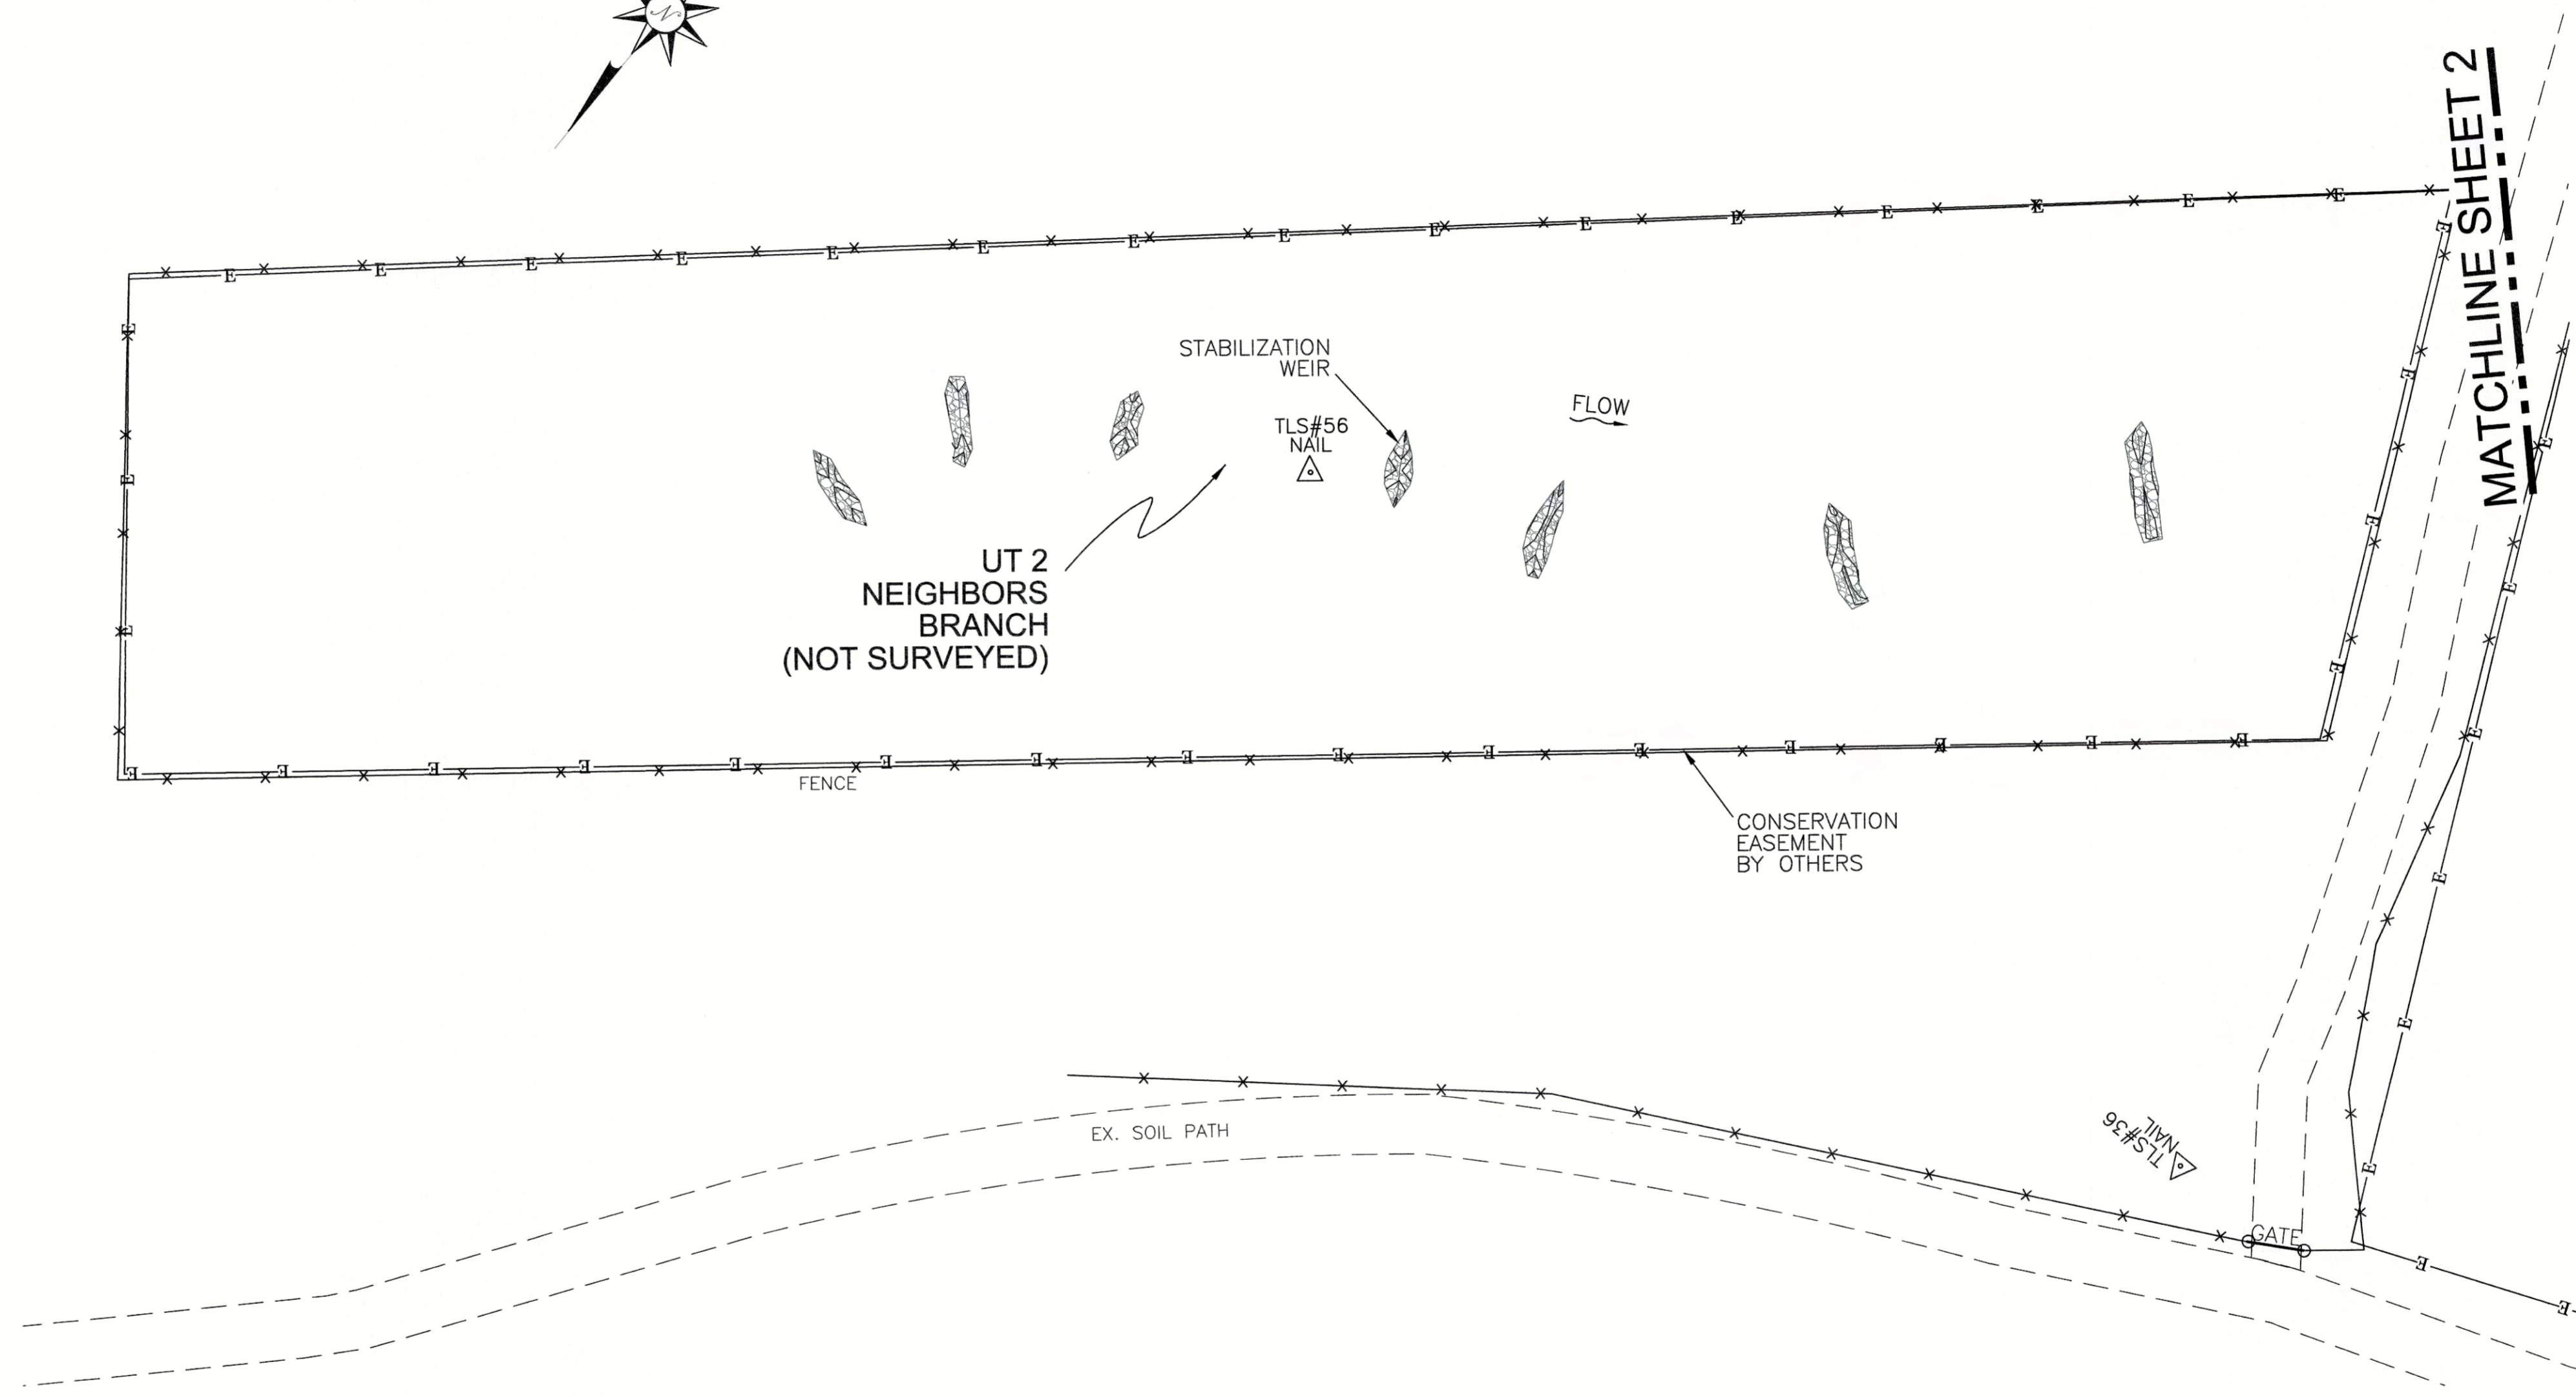 N
MATCHLINE SHEET 2
STABILIZATION
WEIR
FLOW
TLS#56
NAIL
UT 2
NEIGHBORS
BRANCH
(NOT SURVEYED)
FENCE
CONSERVATION
EASEMENT
BY OTHERS
EX. SOIL PATH
TLS#36
NAIL
GATE
E